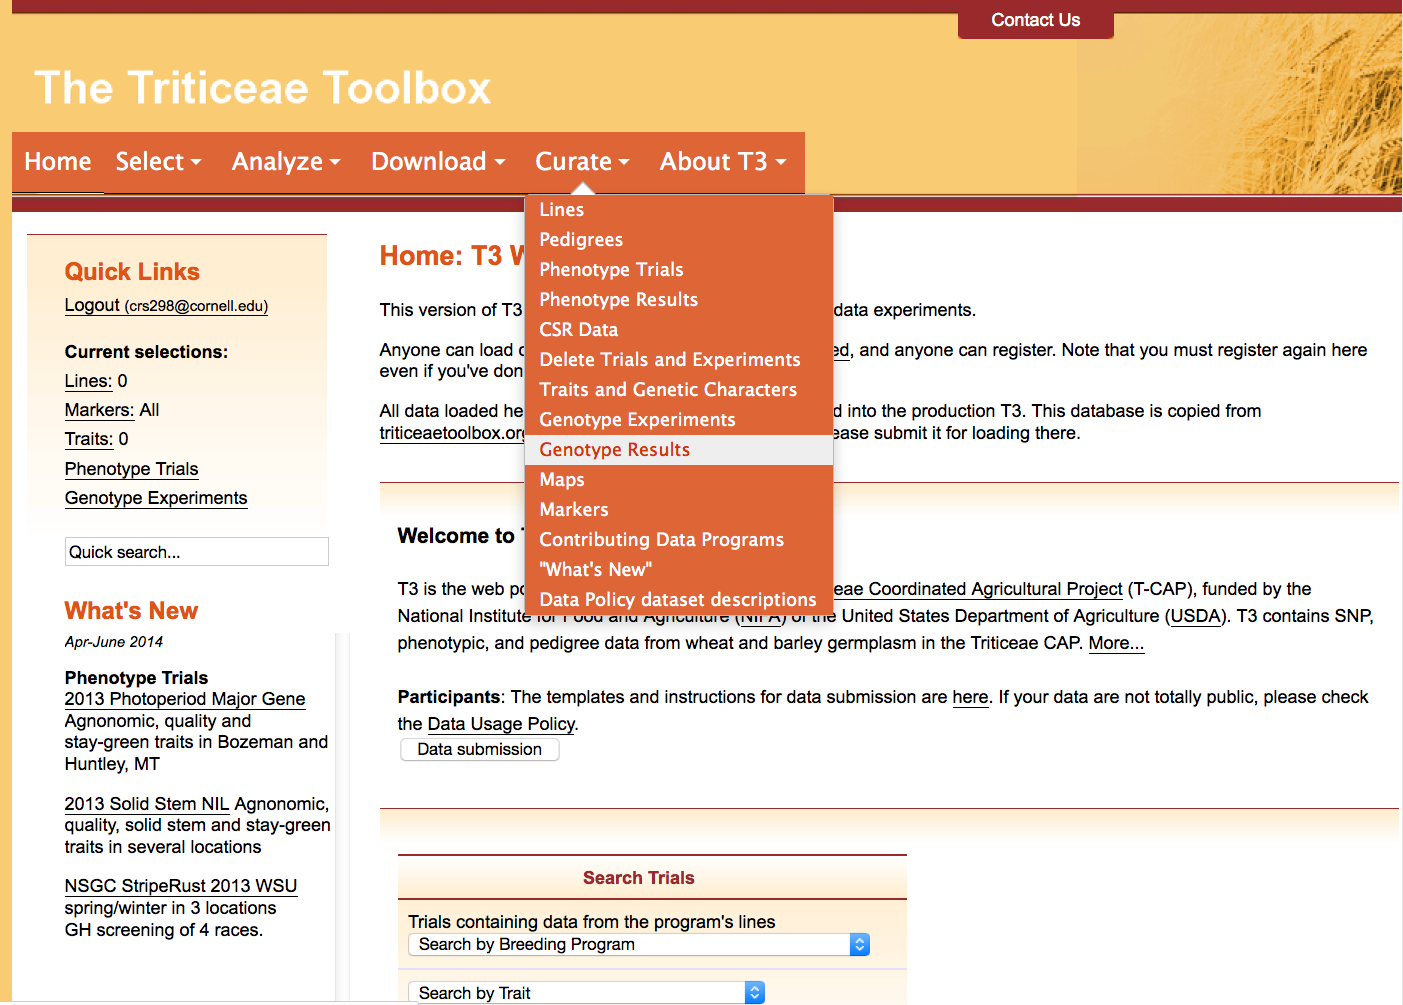 Contact Us
The Triticeae Toolbox
Home Select Analyze Download Curate About T3
Lines
Pedigrees
Phenotype Trials
Phenotype Results
CSR Data
Delete Trials and Experiments
Traits and Genetic Characters
Genotype Experiments
Genotype Results
Maps
Markers
Contributing Data Programs
"What's New"
Data Policy dataset descriptions
Quick Links
Logout (crs298@cornell.edu)
Current selections:
Lines: 0
Markers: All
Traits: 0
Phenotype Trials
Genotype Experiments
Quick search...
What's New
Apr-June 2014
Phenotype Trials
2013 Photoperiod Major Gene
Agnonomic, quality and
stay-green traits in Bozeman and
Huntley, MT
2013 Solid Stem NIL Agnonomic,
quality, solid stem and stay-green
traits in several locations
NSGC StripeRust 2013 WSU
spring/winter in 3 locations
GH screening of 4 races.
Home: T3
This version of T3 data experiments.
Anyone can load , and anyone can register. Note that you must register again here
even if you've don
All data loaded he into the production T3. This database is copied from
triticeaetoolbox.org ease submit it for loading there.
Welcome to
T3 is the web po eae Coordinated Agricultural Project (T-CAP), funded by the
National Institute for Food and Agriculture (NIFA) of the United States Department of Agriculture (USDA). T3 contains SNP,
phenotypic, and pedigree data from wheat and barley germplasm in the Triticeae CAP. More...
Participants: The templates and instructions for data submission are here. If your data are not totally public, please check
the Data Usage Policy.
Data submission
Search Trials
Trials containing data from the program's lines
Search by Breeding Program
Search by Trait